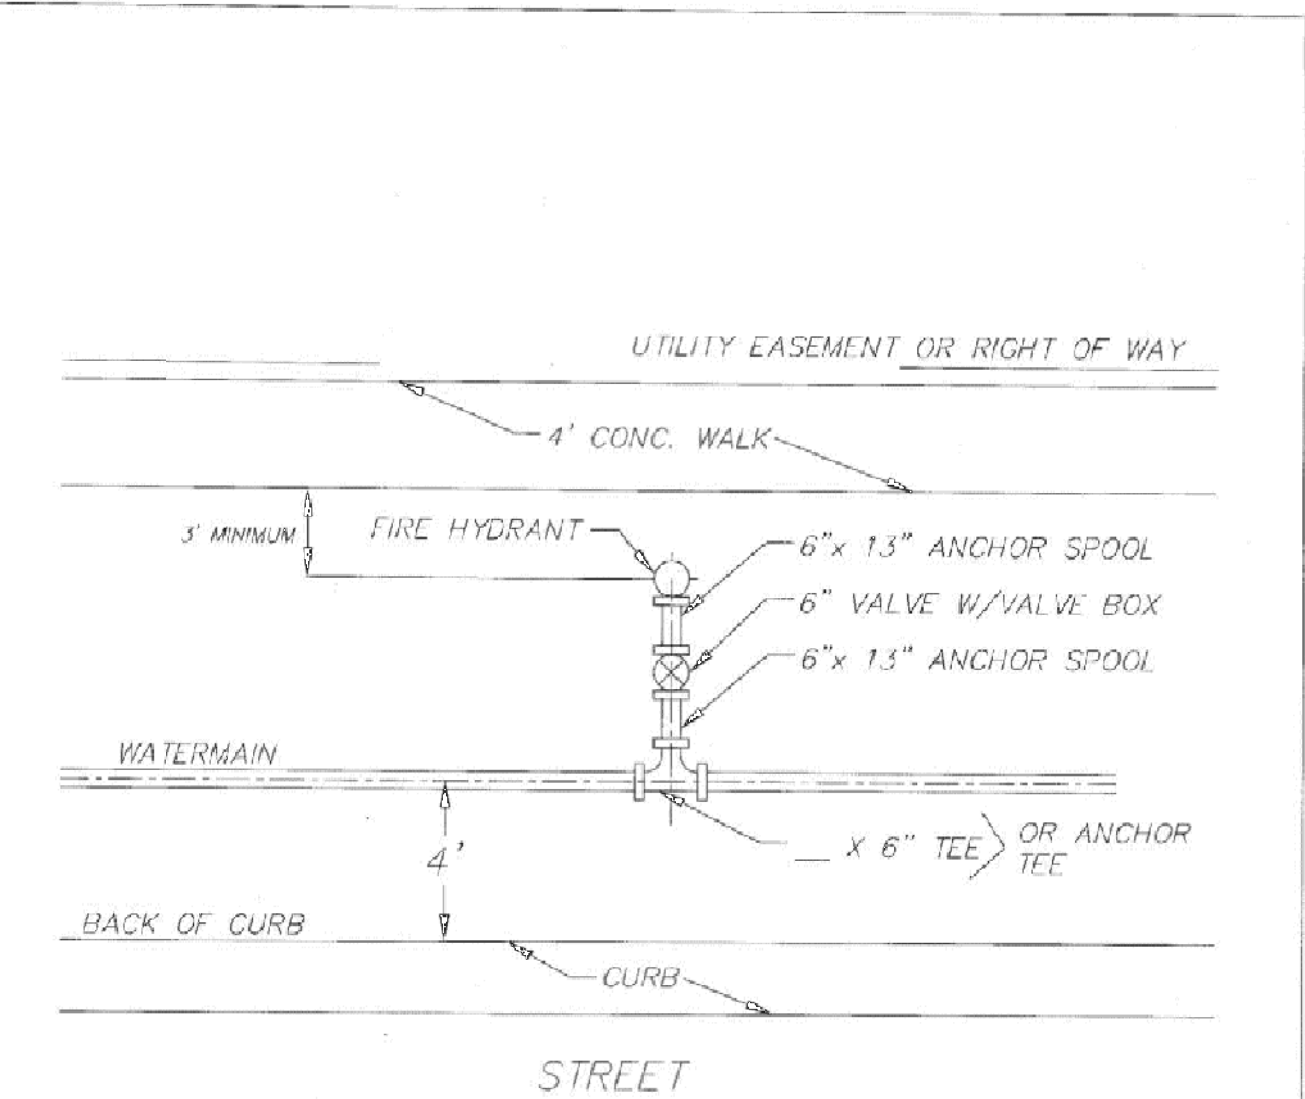 UTILITY EASEMENT OR RIGHT OF WAY
4' CONC. WALK
3' MINIMUM
FIRE HYDRANT
6"x 13" ANCHOR SPOOL
6" VALVE W/VALVE BOX
6"x 13" ANCHOR SPOOL
WATERMAIN
4'
__ X 6" TEE
OR ANCHOR
TEE
BACK OF CURB
CURB
STREET